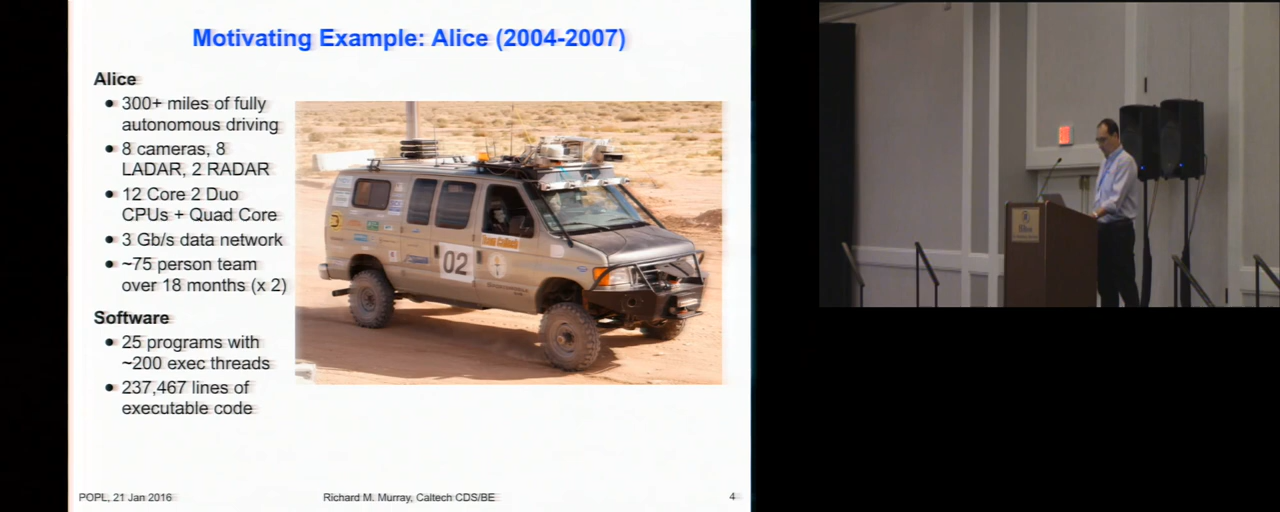 Motivating Example: Alice (2004-2007)
Alice
• 300+ miles of fully
autonomous driving
• 8 cameras, 8
LADAR, 2 RADAR
• 12 Core 2 Duo
CPUs + Quad Core
• 3 Gb/s data network
• ~75 person team
over 18 months (x 2)
Software
• 25 programs with
~200 exec threads
• 237,467 lines of
executable code
02
POPL, 21 Jan 2016
Richard M. Murray, Caltech CDS/BE
4